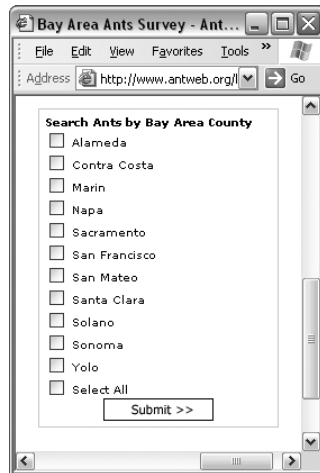 Bay Area Ants Survey - Ant...
File Edit View Favorites Tools »
Address http://www.antweb.org/l Go
Search Ants by Bay Area County
Alameda
Contra Costa
Marin
Napa
Sacramento
San Francisco
San Mateo
Santa Clara
Solano
Sonoma
Yolo
Select All
Submit >>